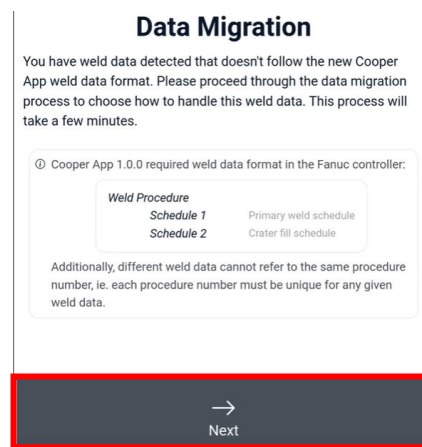 Data Migration
You have weld data detected that doesn't follow the new Cooper
App weld data format. Please proceed through the data migration
process to choose how to handle this weld data. This process will
take a few minutes.
Cooper App 1.0.0 required weld data format in the Fanuc controller:
Weld Procedure
Schedule 1 Primary weld schedule
Schedule 2 Crater fill schedule
Additionally, different weld data cannot refer to the same procedure
number, ie. each procedure number must be unique for any given
weld data.
Next